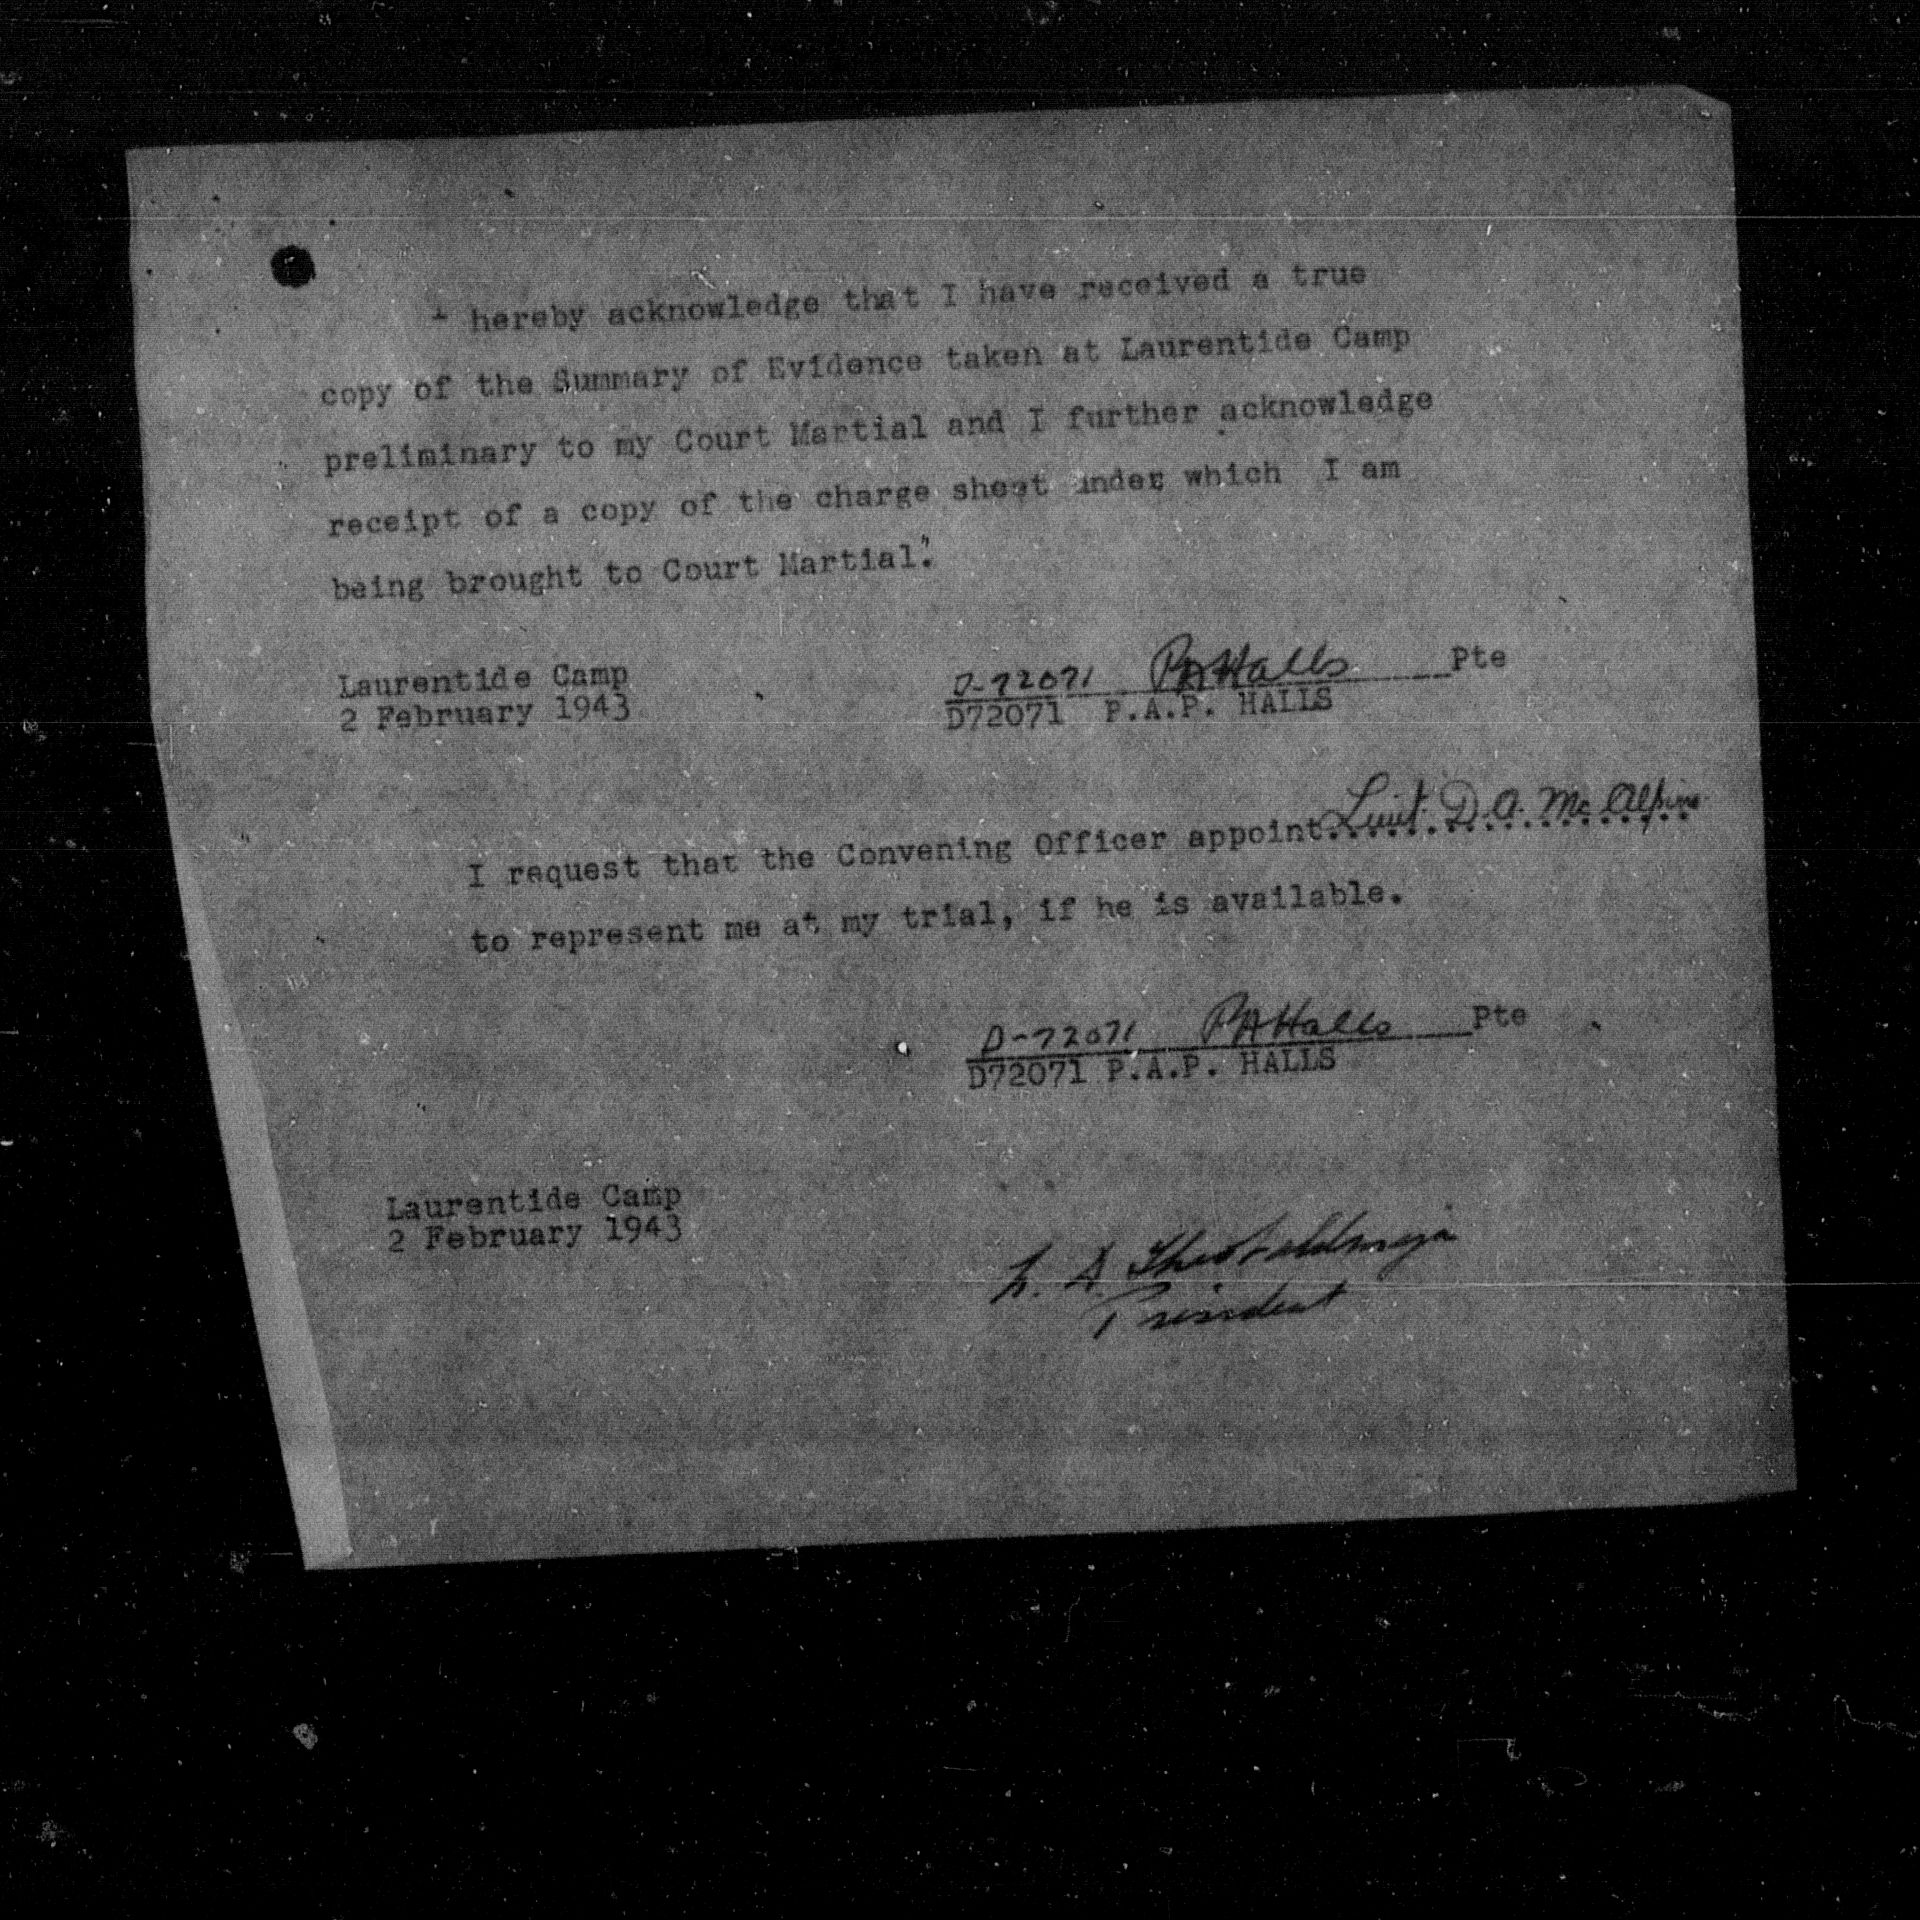 I hereby acknowledge that I have received a true
copy of the Summary of Evidence taken at Laurentide Camp
preliminary to my Court Martial and I further acknowledge
receipt of a copy of the charge sheet under which I am
being brought to Court Martial."
Laurentide Camp
2 February 1943
D-72071 PAHalls Pte
D72071 P.A.P. HALLS
I request that the Convening Officer appoint Lieut. D.A. McAlpine
to represent me at my trial, if he is available.
D-72071 PAHalls Pte
D72071 P.A.P. HALLS
Laurentide Camp
2 February 1943
President